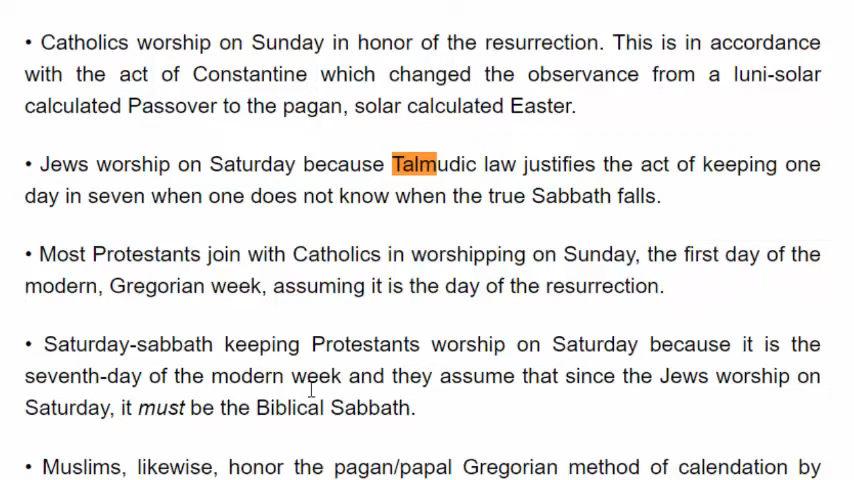 • Catholics worship on Sunday in honor of the resurrection. This is in accordance
with the act of Constantine which changed the observance from a luni-solar
calculated Passover to the pagan, solar calculated Easter.
• Jews worship on Saturday because Talmudic law justifies the act of keeping one
day in seven when one does not know when the true Sabbath falls.
• Most Protestants join with Catholics in worshipping on Sunday, the first day of the
modern, Gregorian week, assuming it is the day of the resurrection.
• Saturday-sabbath keeping Protestants worship on Saturday because it is the
seventh-day of the modern week and they assume that since the Jews worship on
Saturday, it must be the Biblical Sabbath.
• Muslims, likewise, honor the pagan/papal Gregorian method of calendation by